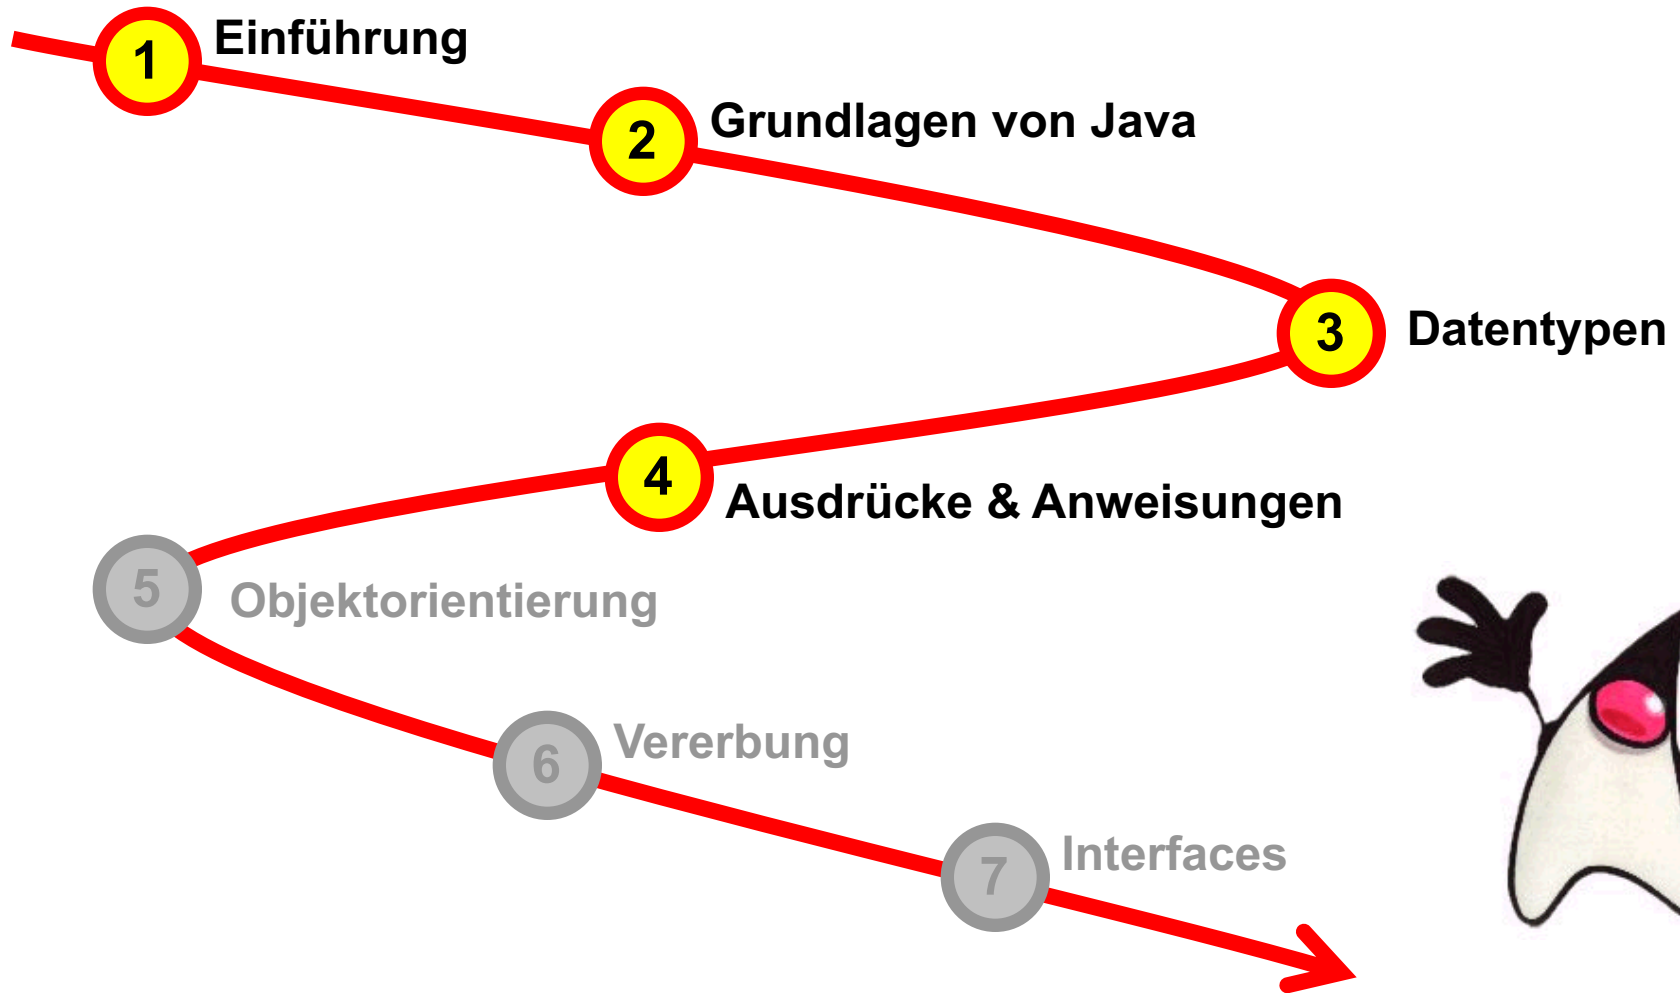 1 Einführung
2 Grundlagen von Java
3 Datentypen
4 Ausdrücke & Anweisungen
5 Objektorientierung
6 Vererbung
7 Interfaces